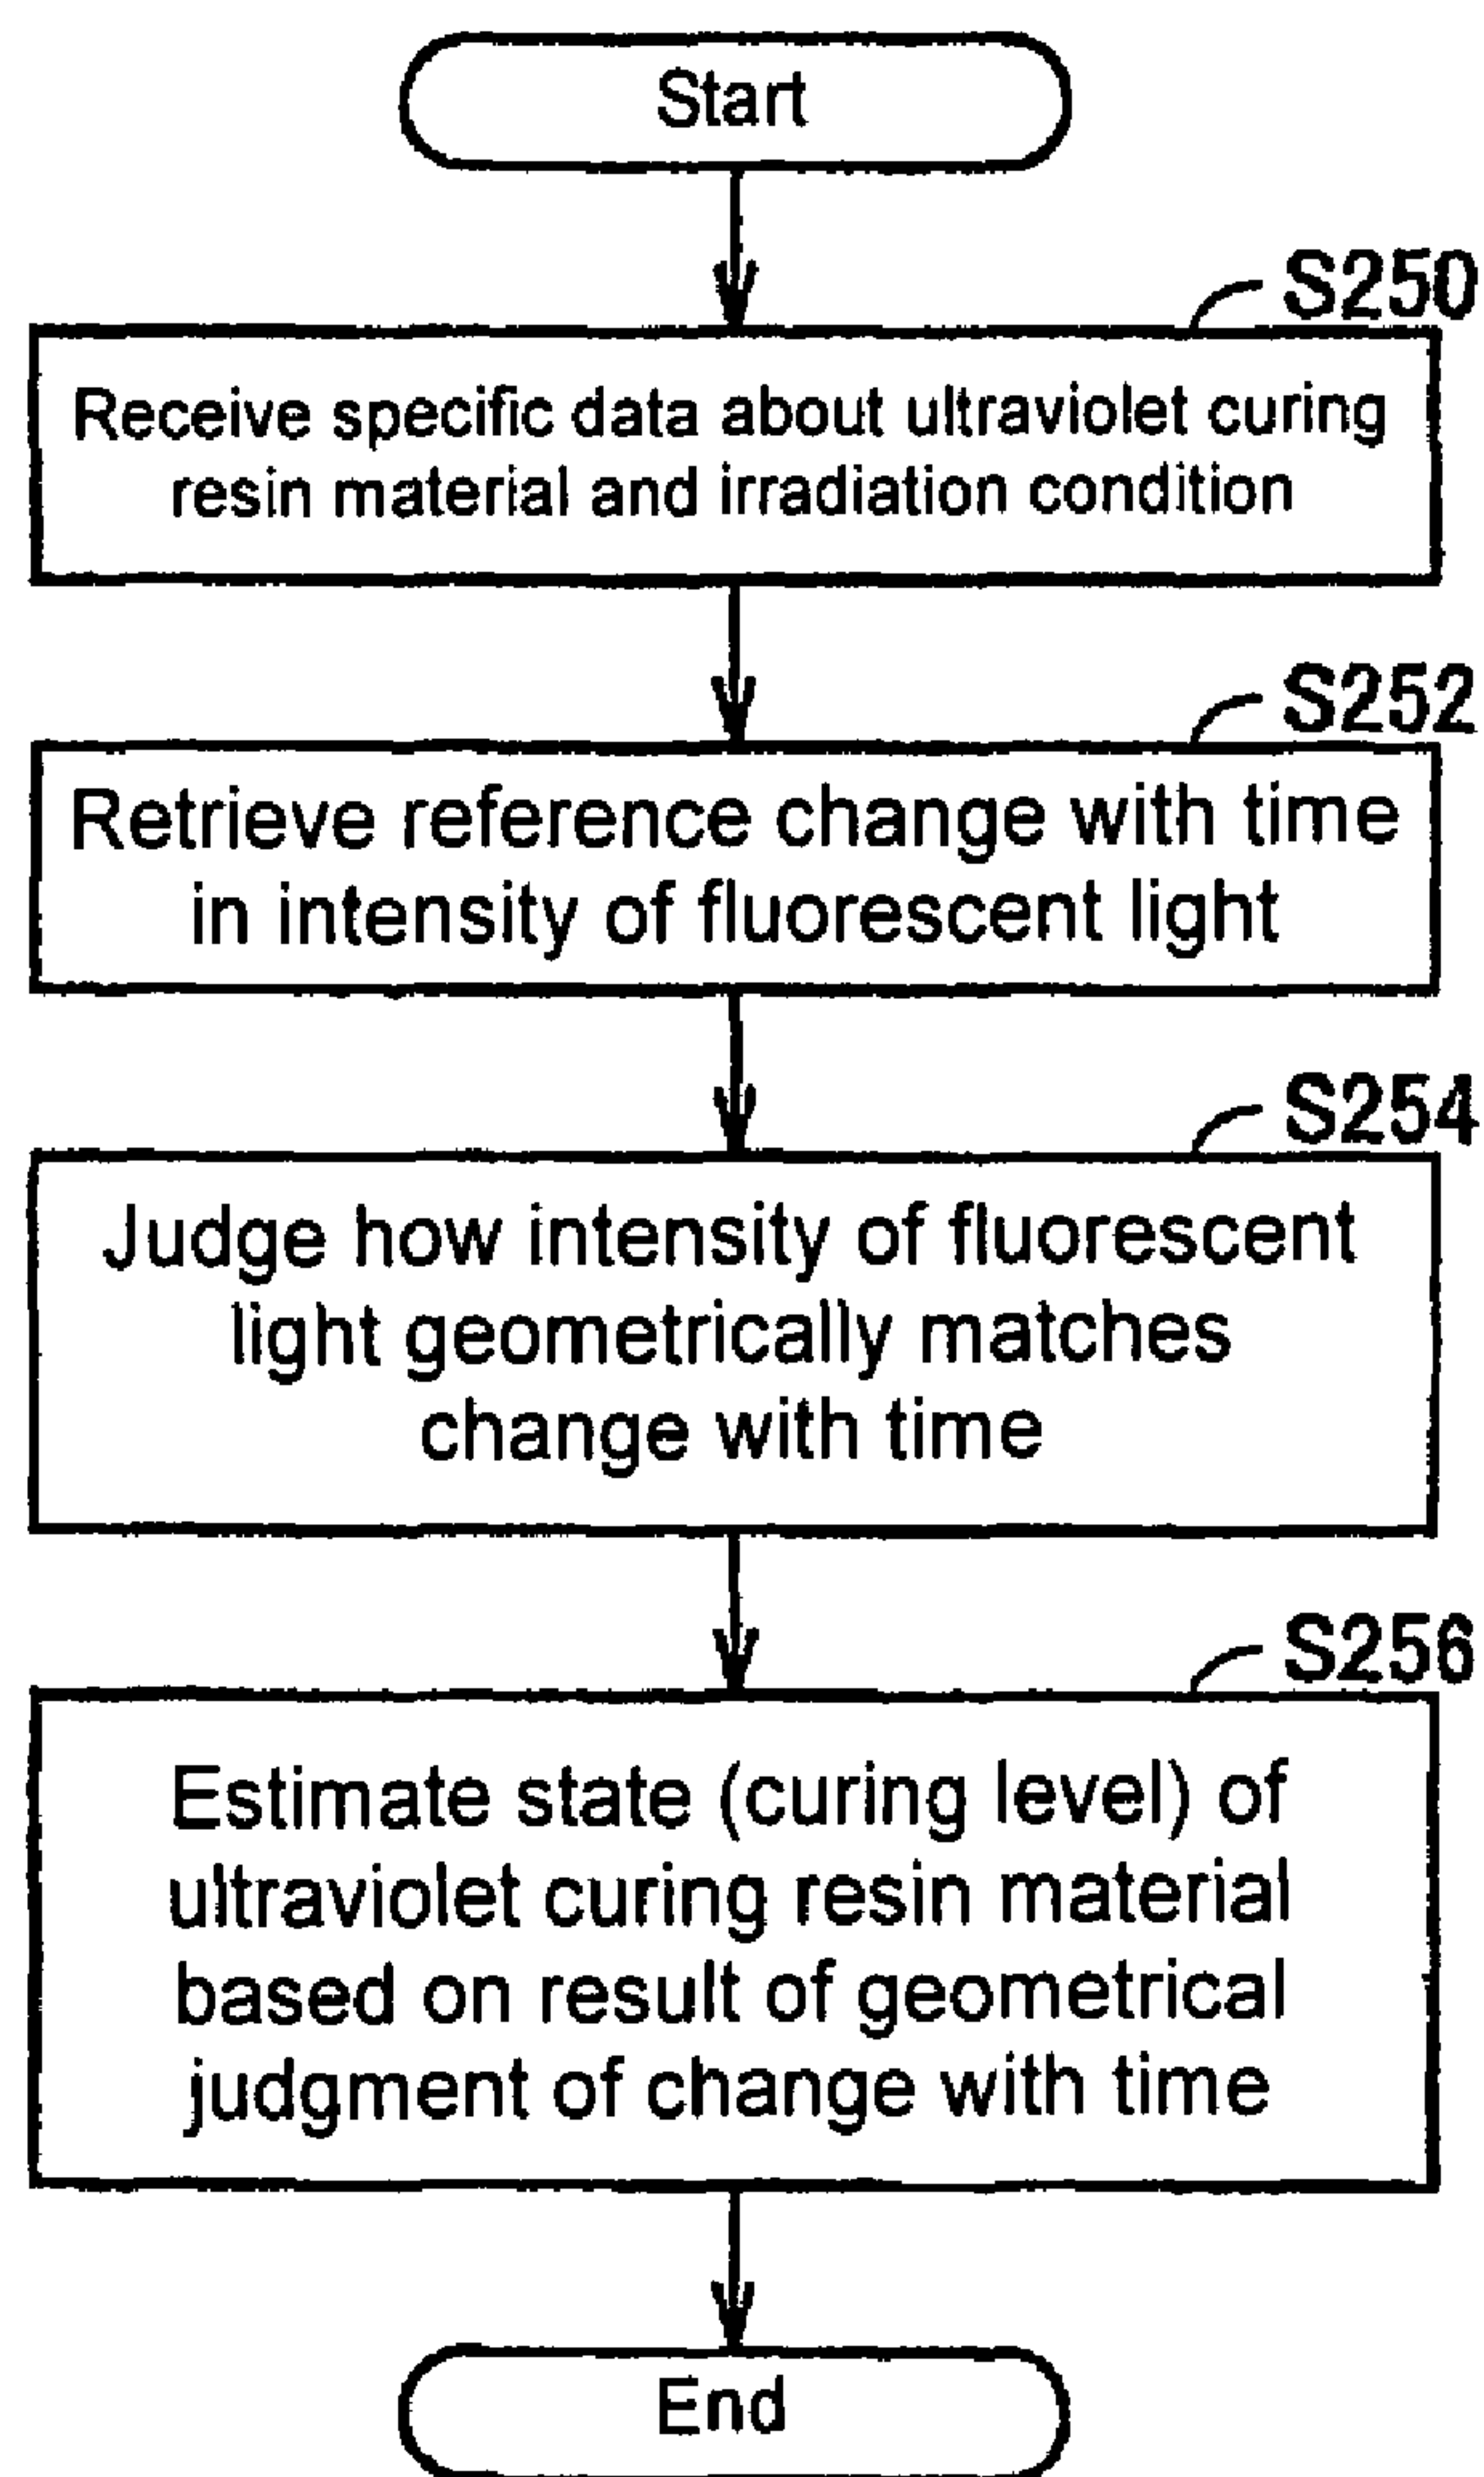 Start
S250
Receive specific data about ultraviolet curing
resin material and irradiation condition
S252
Retrieve reference change with time
in intensity of fluorescent light
S254
Judge how intensity of fluorescent
light geometrically matches
change with time
S256
Estimate state (curing level) of
ultraviolet curing resin material
based on result of geometrical
judgment of change with time
End